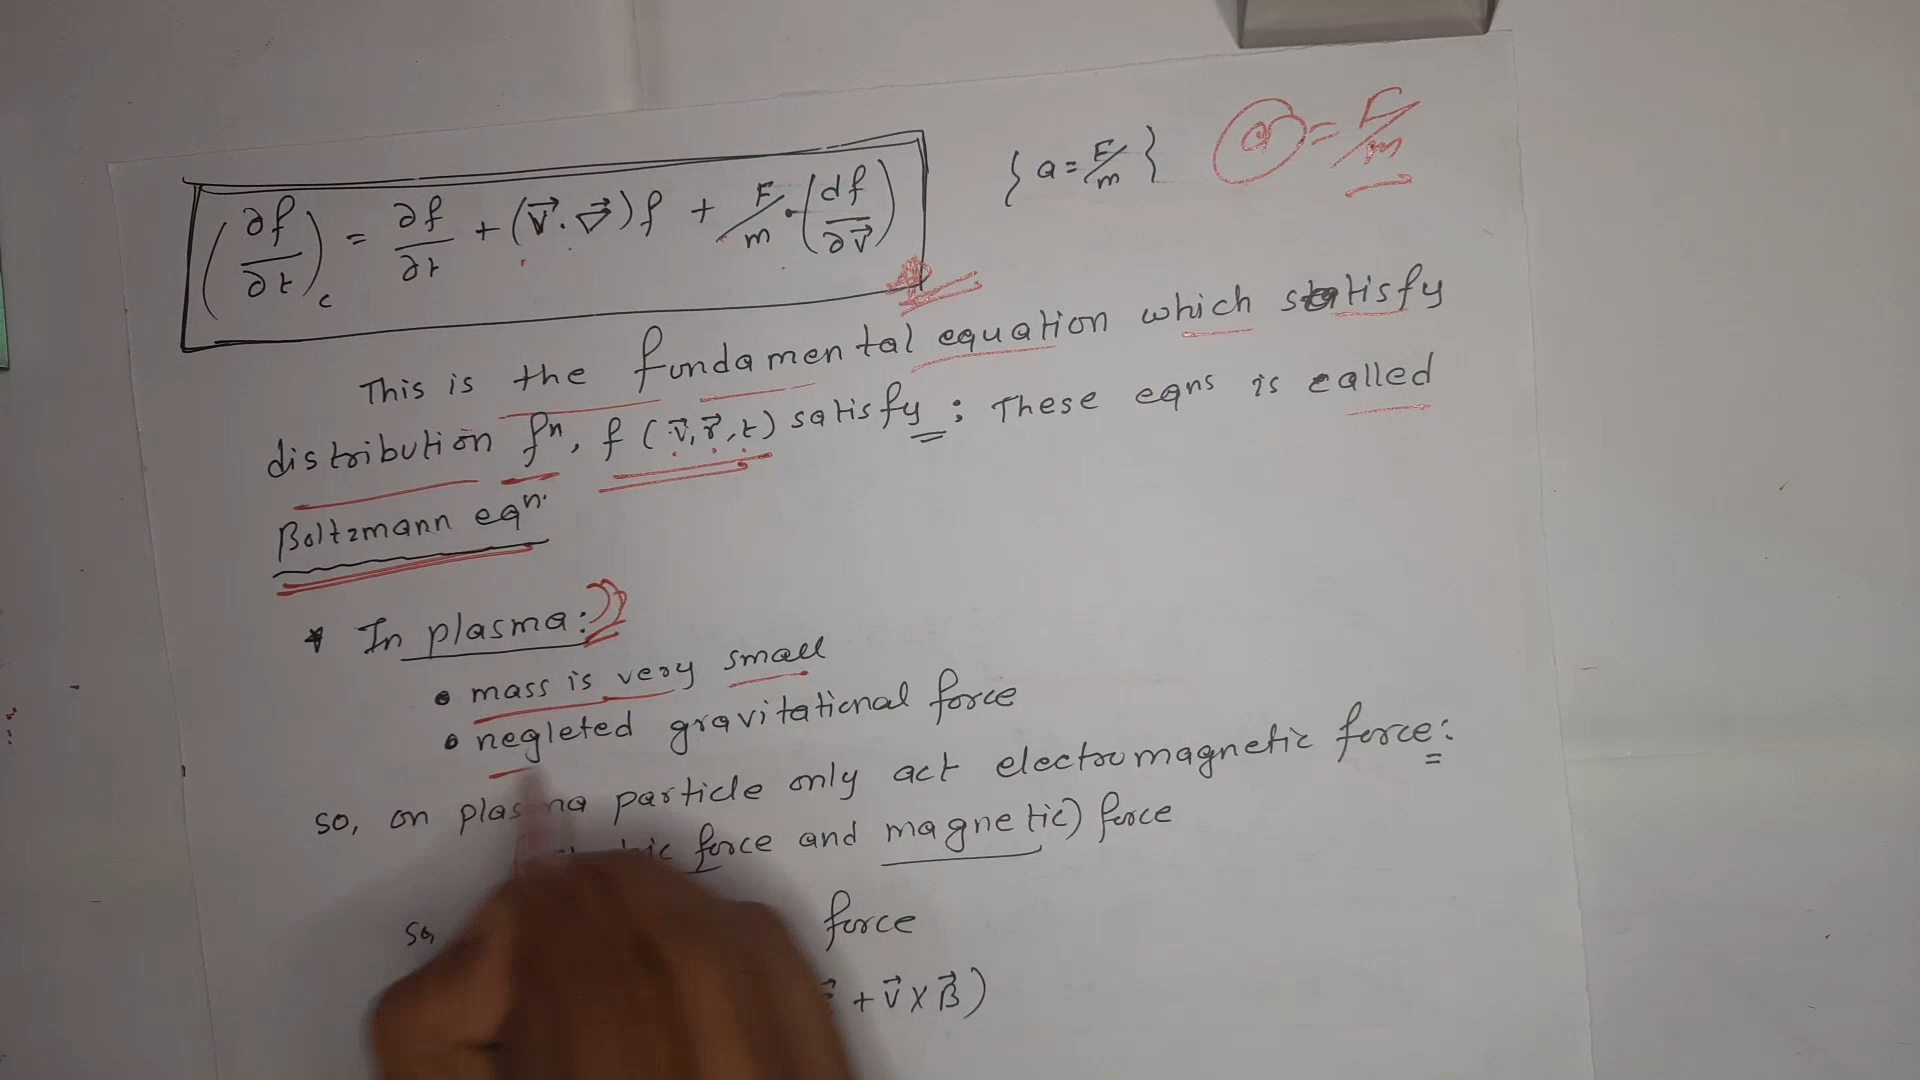 (∂f/∂t)c = ∂f/∂t + (v⃗.∇⃗)f + F/m.(df/∂v⃗)
{a=F/m}
a=F/m
This is the fundamental equation which satisfy
distribution fⁿ, f(v⃗,r⃗,t) satisfy; These eqns is called
Boltzmann eqn.
* In plasma:
• mass is very small
• negleted gravitational force
so, on plasma particle only act electromagnetic force:
force and magnetic) force
so, force
+ v⃗ x B⃗)